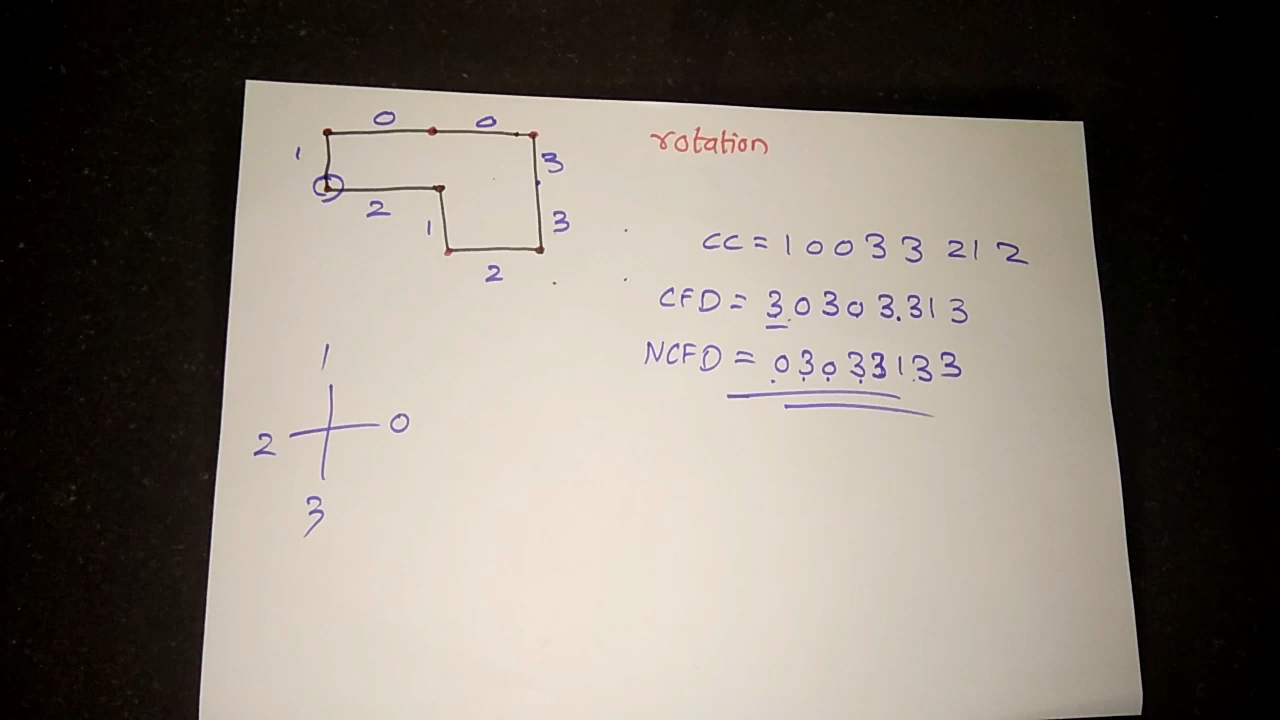 0 0
rotation
1
3
2
1
3
CC = 1 0 0 3 3 2 1 2
2
CFD = 3 0 3 0 3.3 1 3
NCFD = 0 3 0 3 3 1 3 3
1
2 0
3